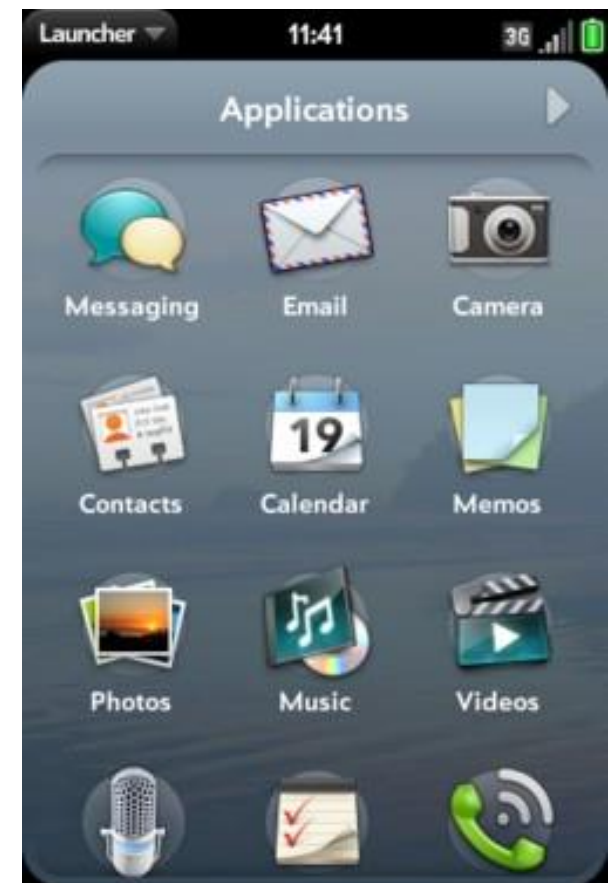 Launcher 11:41 3G
Applications
Messaging Email Camera
19
Contacts Calendar Memos
Photos Music Videos